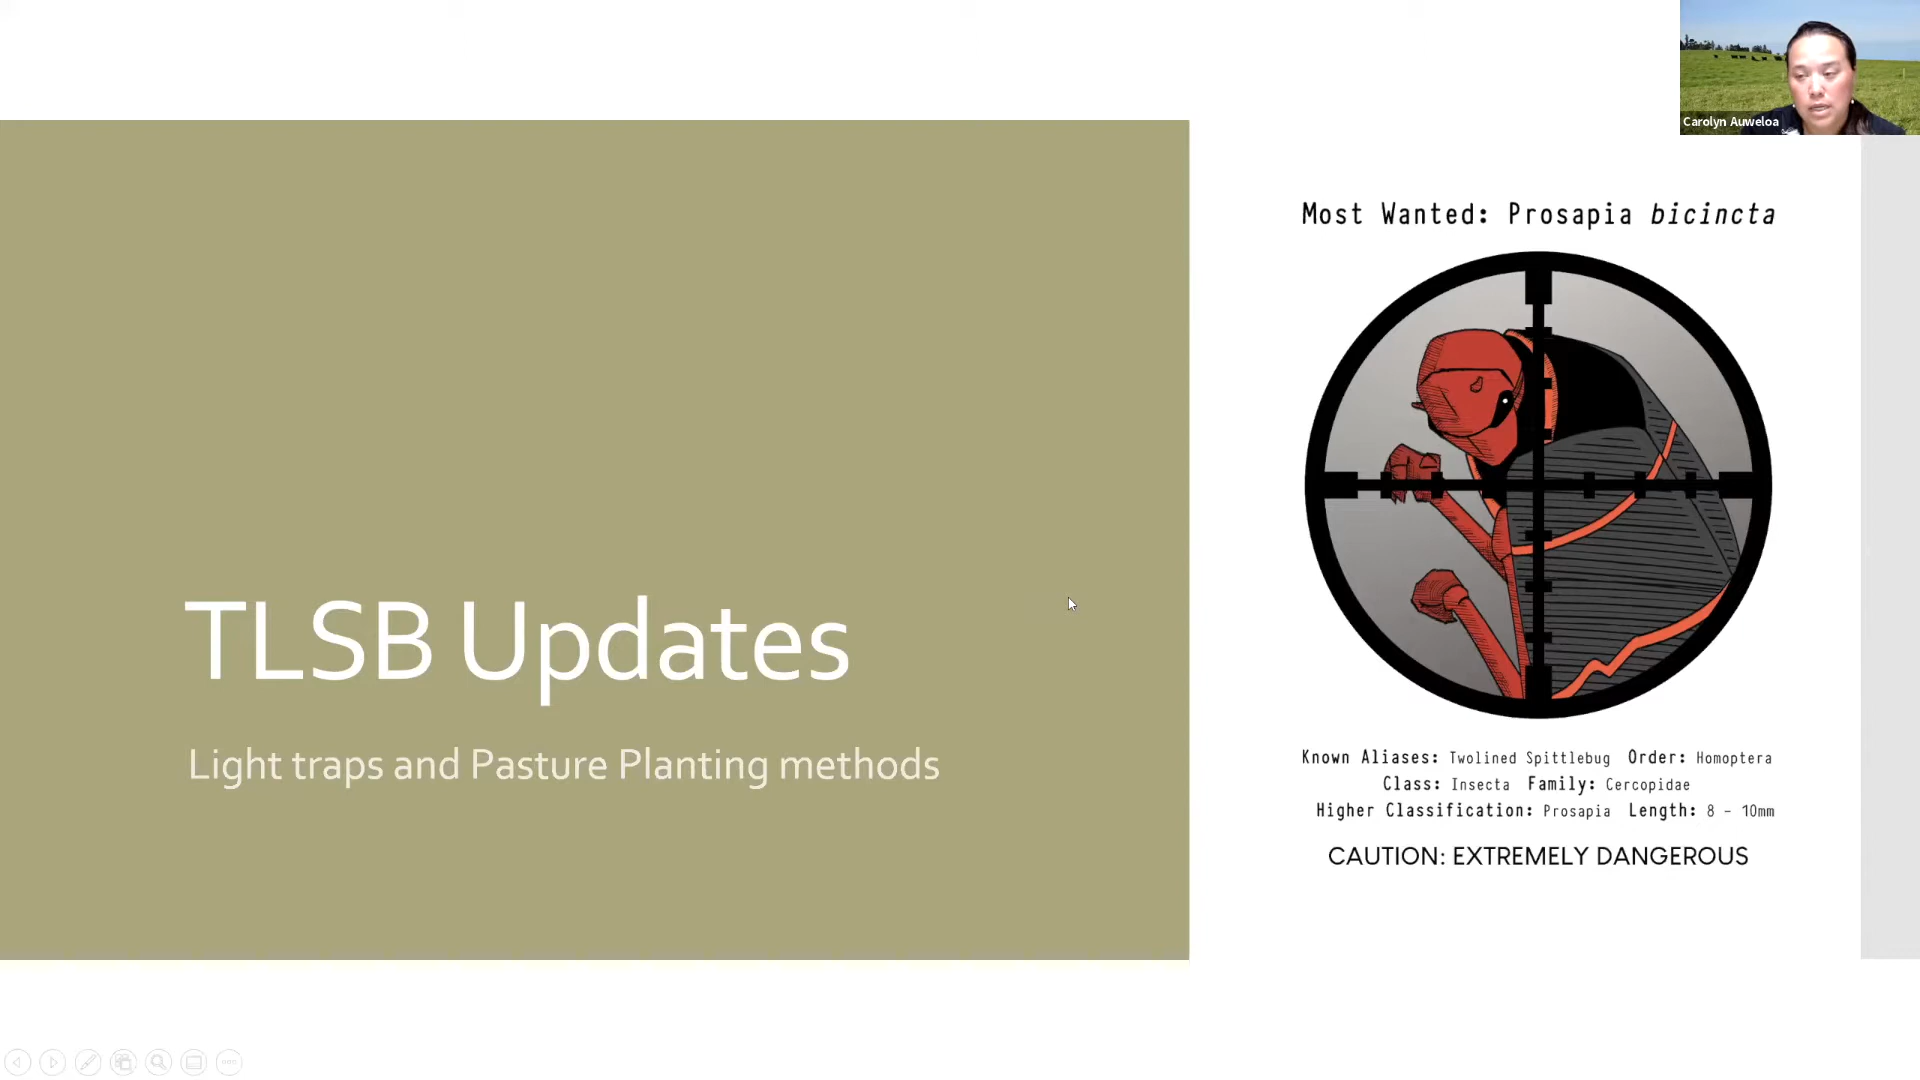 Carolyn Auweloa
Most Wanted: Prosapia bicincta
TLSB Updates
Light traps and Pasture Planting methods
Known Aliases: Twolined Spittlebug Order: Homoptera
Class: Insecta Family: Cercopidae
Higher Classification: Prosapia Length: 8 - 10mm
CAUTION: EXTREMELY DANGEROUS